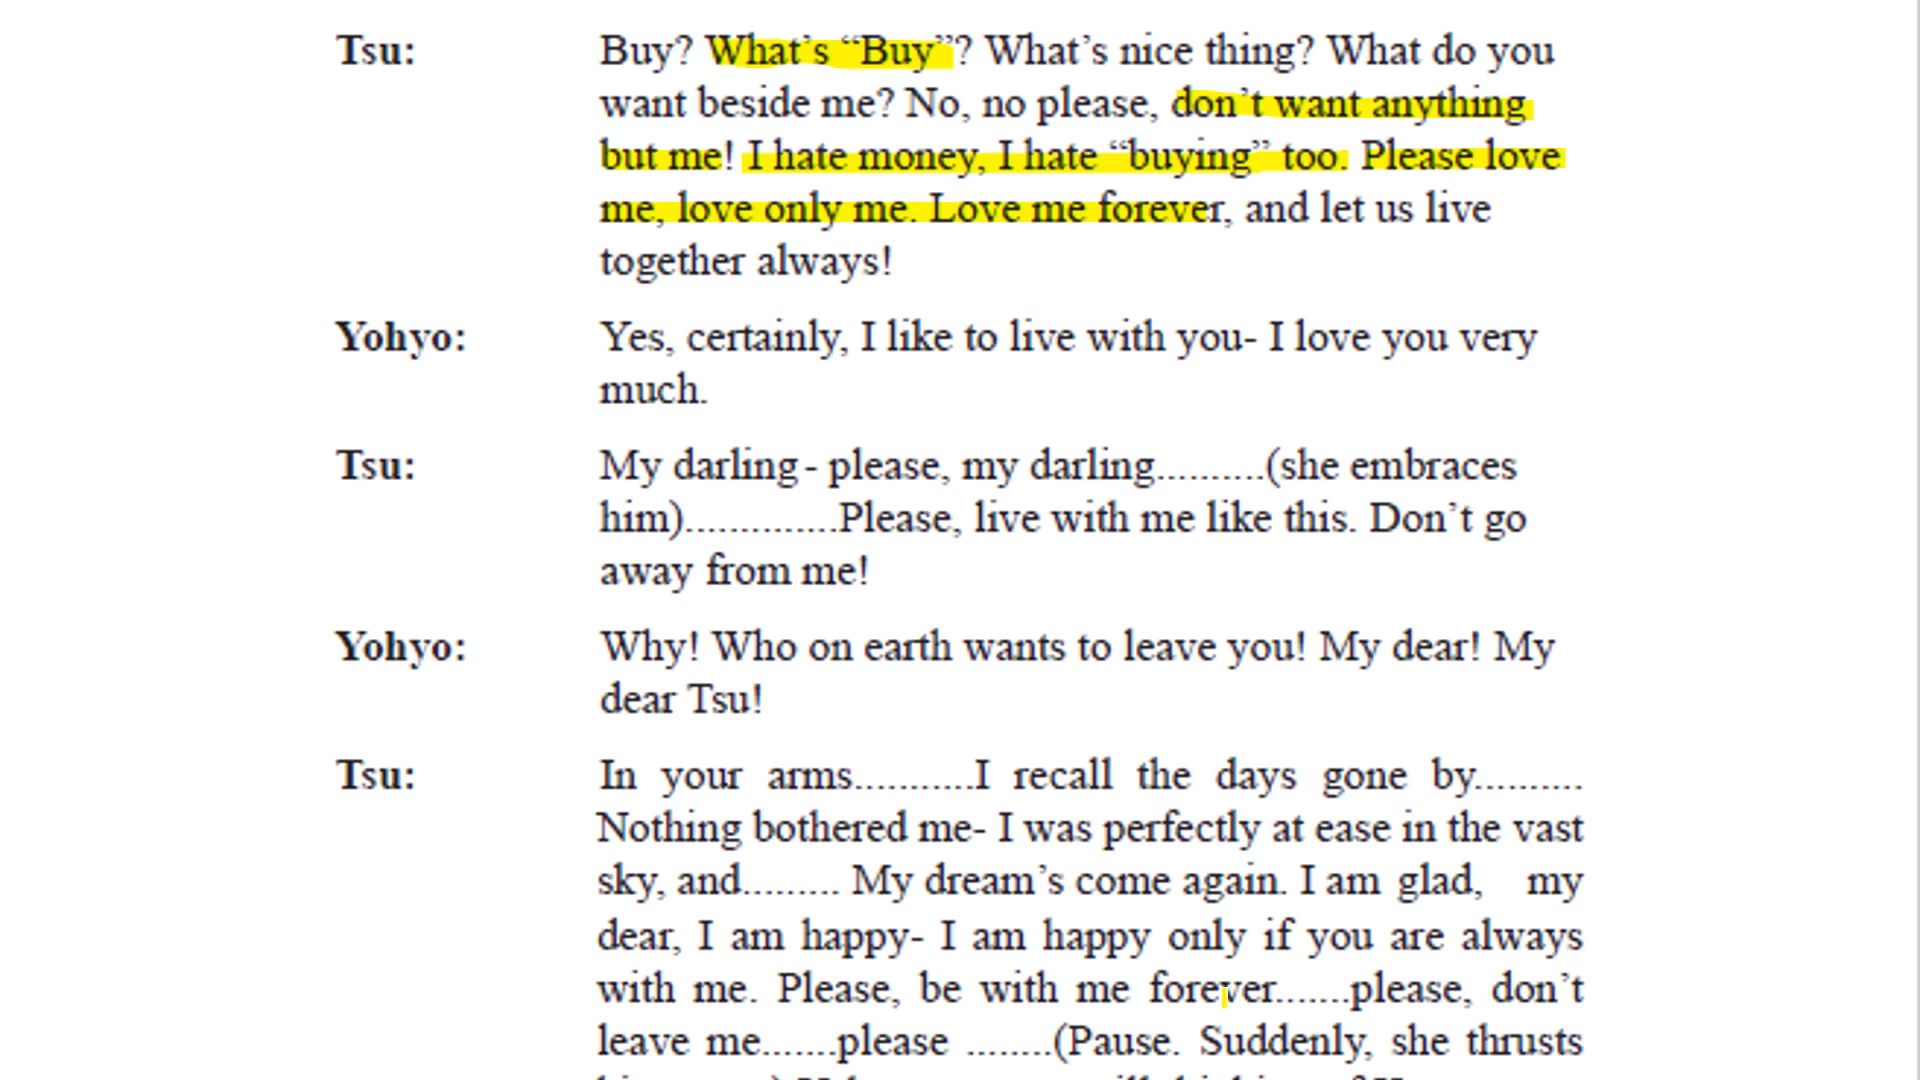 Tsu: Buy? What’s “Buy”? What’s nice thing? What do you
want beside me? No, no please, don’t want anything
but me! I hate money, I hate “buying” too. Please love
me, love only me. Love me forever, and let us live
together always!
Yohyo: Yes, certainly, I like to live with you- I love you very
much.
Tsu: My darling - please, my darling..........(she embraces
him)..............Please, live with me like this. Don’t go
away from me!
Yohyo: Why! Who on earth wants to leave you! My dear! My
dear Tsu!
Tsu: In your arms...........I recall the days gone by..........
Nothing bothered me- I was perfectly at ease in the vast
sky, and......... My dream’s come again. I am glad, my
dear, I am happy- I am happy only if you are always
with me. Please, be with me forever.......please, don’t
leave me.......please ........(Pause. Suddenly, she thrusts